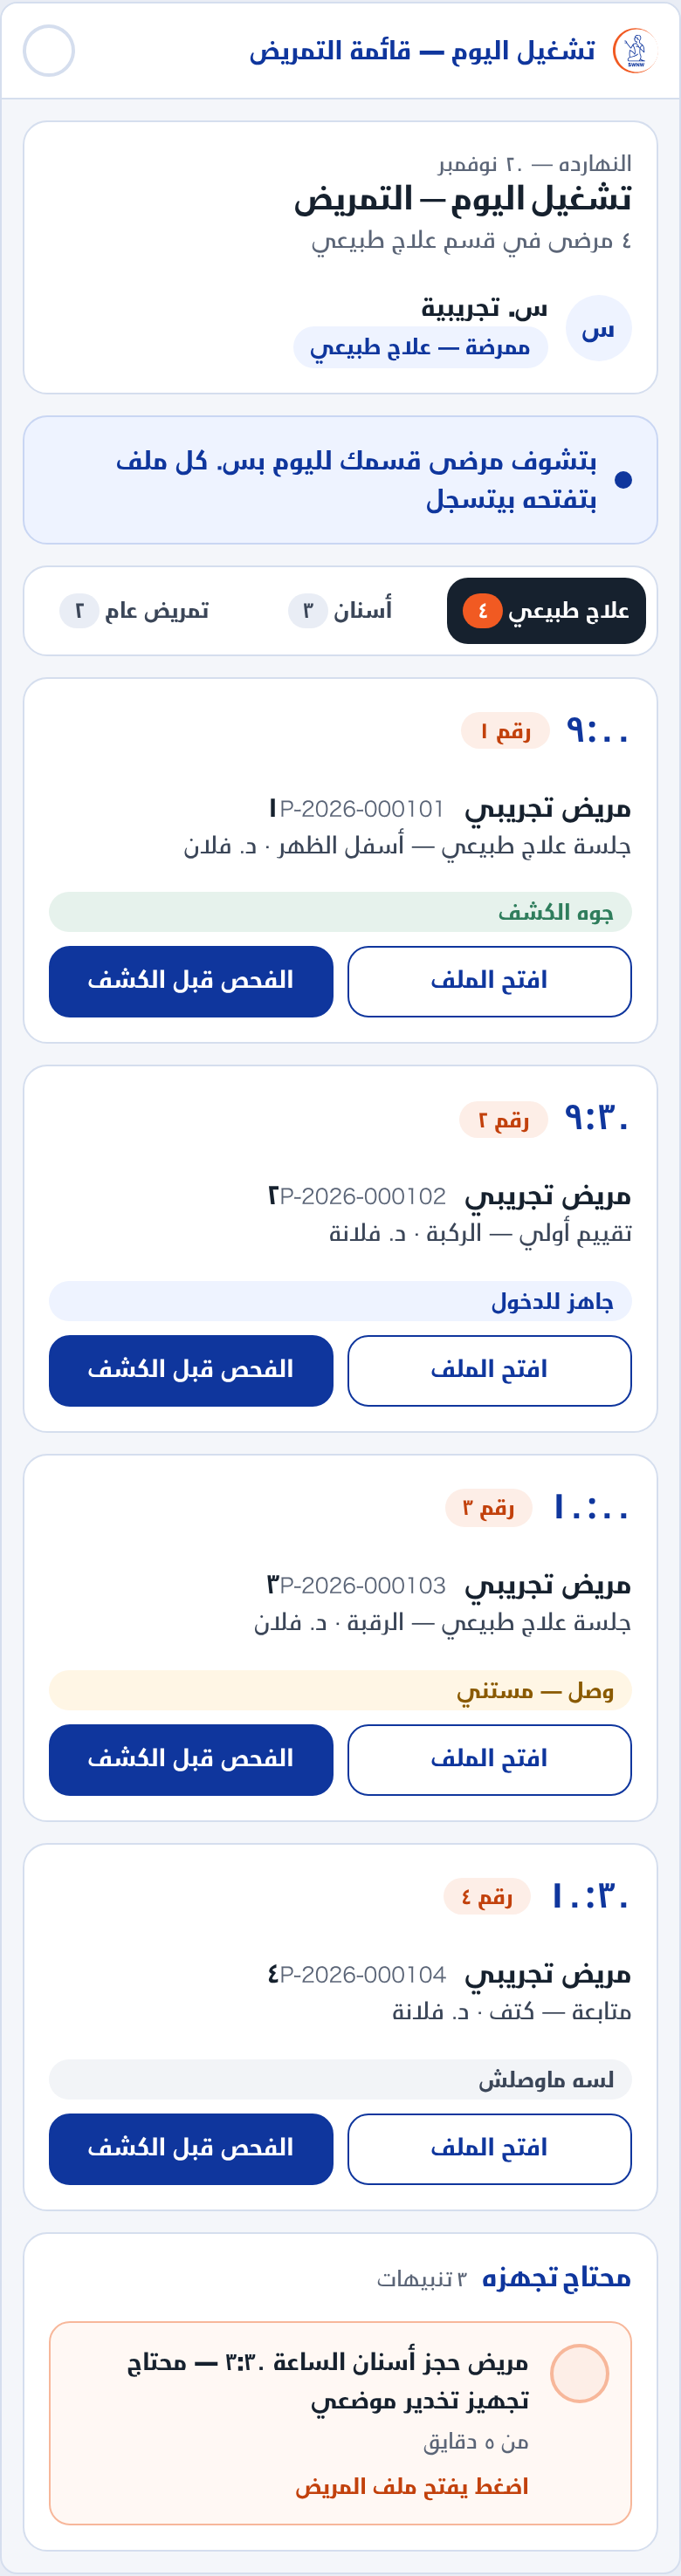 SWNW
تشغيل اليوم — قائمة التمريض
النهارده — ٢٠ نوفمبر
تشغيل اليوم — التمريض
٤ مرضى في قسم علاج طبيعي
س
س. تجريبية
ممرضة — علاج طبيعي
بتشوف مرضى قسمك لليوم بس. كل ملف
بتفتحه بيتسجل
علاج طبيعي ٤
أسنان ٣
تمريض عام ٢
٩:٠٠ رقم ١
مريض تجريبي P-2026-000101 ١
جلسة علاج طبيعي — أسفل الظهر · د. فلان
جوه الكشف
افتح الملف
الفحص قبل الكشف
٩:٣٠ رقم ٢
مريض تجريبي P-2026-000102 ٢
تقييم أولي — الركبة · د. فلانة
جاهز للدخول
افتح الملف
الفحص قبل الكشف
١٠:٠٠ رقم ٣
مريض تجريبي P-2026-000103 ٣
جلسة علاج طبيعي — الرقبة · د. فلان
وصل — مستني
افتح الملف
الفحص قبل الكشف
١٠:٣٠ رقم ٤
مريض تجريبي P-2026-000104 ٤
متابعة — كتف · د. فلانة
لسه ماوصلش
افتح الملف
الفحص قبل الكشف
محتاج تجهزه ٣ تنبيهات
مريض حجز أسنان الساعة ٣:٣٠ — محتاج
تجهيز تخدير موضعي
من ٥ دقايق
اضغط يفتح ملف المريض